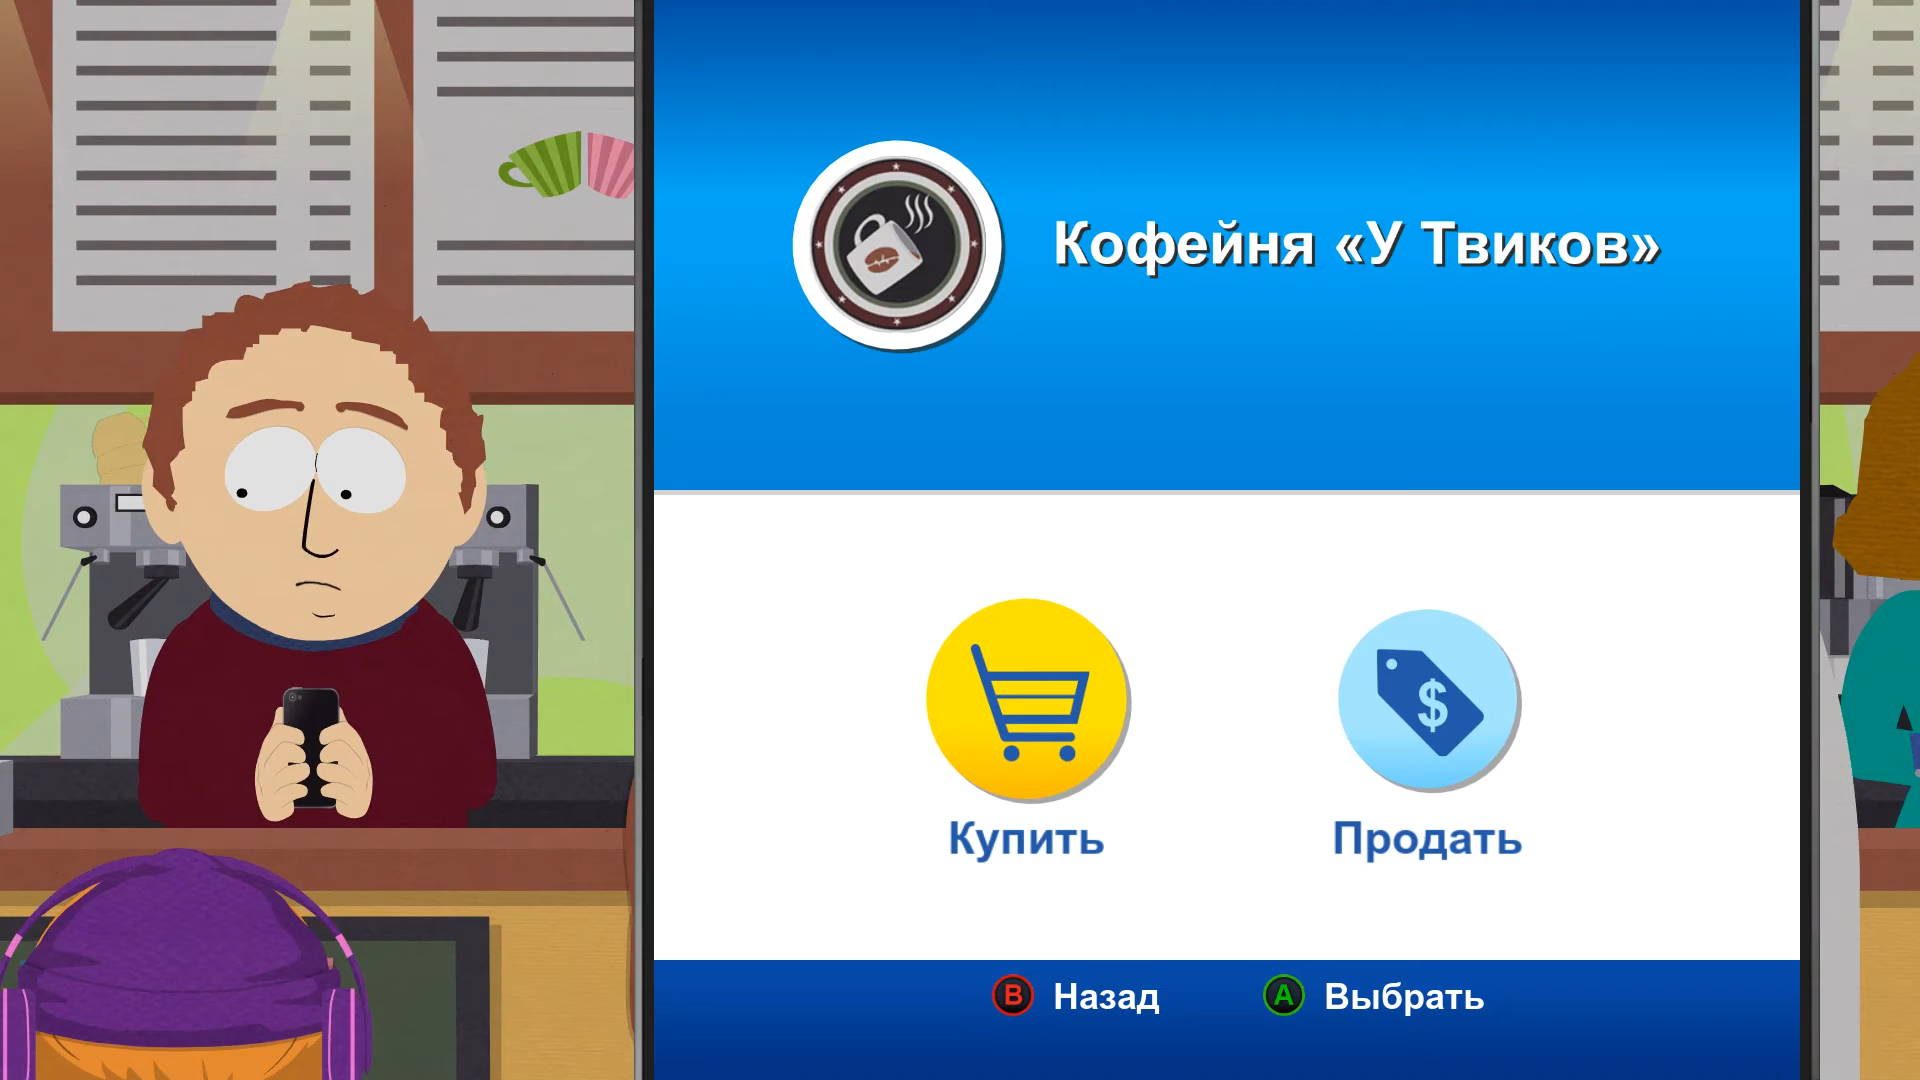 Кофейня «У Твиков»
$
Купить
Продать
B Назад
A Выбрать